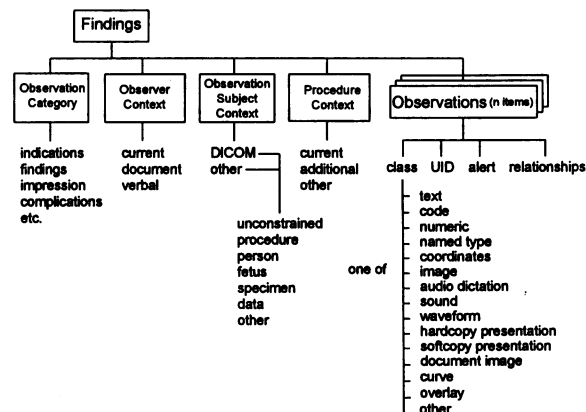 Findings
Observation
Category
Observer
Context
Observation
Subject
Context
Procedure
Context
Observations (n items)
indications
findings
impression
complications
etc.
current
document
verbal
DICOM
other
current
additional
other
class UID alert relationships
unconstrained
procedure
person
fetus
specimen
data
other
one of
text
code
numeric
named type
coordinates
image
audio dictation
sound
waveform
hardcopy presentation
softcopy presentation
document image
curve
overlay
other